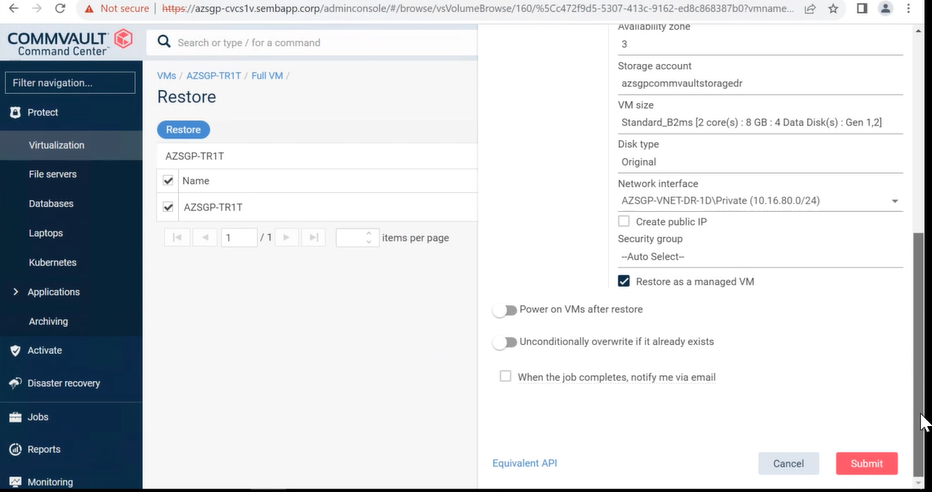 Not secure
https://azsgp-cvcs1v.sembapp.corp/adminconsole/#/browse/vsVolumeBrowse/160/%5Cc472f9d5-5307-413c-9162-ed8c868387b0?vmname...
COMMVAULT
Command Center™
Search or type / for a command
Filter navigation...
Protect
Virtualization
File servers
Databases
Laptops
Kubernetes
Applications
Archiving
Activate
Disaster recovery
Jobs
Reports
Monitoring
VMs / AZSGP-TR1T / Full VM /
Restore
Restore
AZSGP-TR1T
Name
AZSGP-TR1T
1 / 1 items per page
Availability zone
3
Storage account
azsgpcommvaultstoragedr
VM size
Standard_B2ms [2 core(s) : 8 GB : 4 Data Disk(s) : Gen 1,2]
Disk type
Original
Network interface
AZSGP-VNET-DR-1D\Private (10.16.80.0/24)
Create public IP
Security group
--Auto Select--
Restore as a managed VM
Power on VMs after restore
Unconditionally overwrite if it already exists
When the job completes, notify me via email
Equivalent API
Cancel
Submit